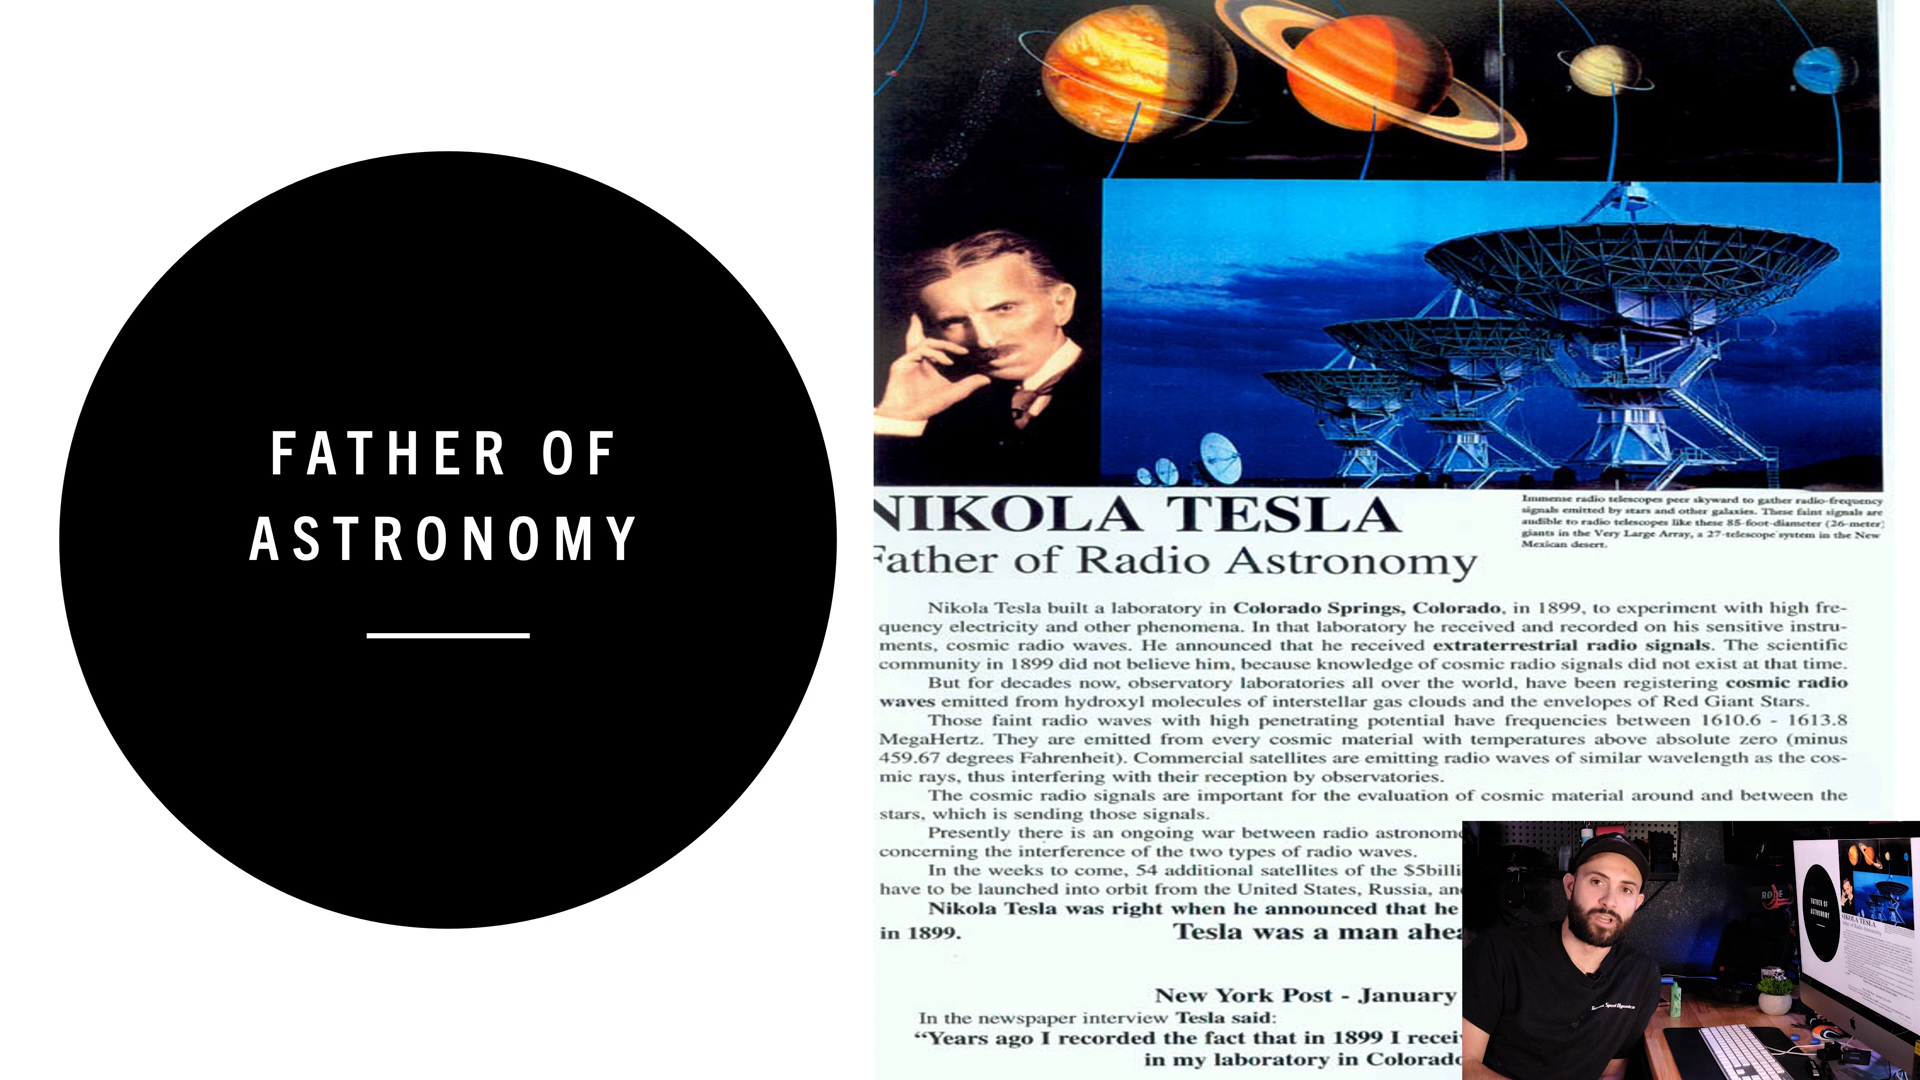 FATHER OF
ASTRONOMY
NIKOLA TESLA
Father of Radio Astronomy
Immense radio telescopes peer skyward to gather radio-frequency
signals emitted by stars and other galaxies. These faint signals are
audible to radio telescopes like these 85-foot-diameter (26-meter)
giants in the Very Large Array, a 27-telescope system in the New
Mexican desert.
Nikola Tesla built a laboratory in Colorado Springs, Colorado, in 1899, to experiment with high fre-
quency electricity and other phenomena. In that laboratory he received and recorded on his sensitive instru-
ments, cosmic radio waves. He announced that he received extraterrestrial radio signals. The scientific
community in 1899 did not believe him, because knowledge of cosmic radio signals did not exist at that time.
But for decades now, observatory laboratories all over the world, have been registering cosmic radio
waves emitted from hydroxyl molecules of interstellar gas clouds and the envelopes of Red Giant Stars.
Those faint radio waves with high penetrating potential have frequencies between 1610.6 - 1613.8
MegaHertz. They are emitted from every cosmic material with temperatures above absolute zero (minus
459.67 degrees Fahrenheit). Commercial satellites are emitting radio waves of similar wavelength as the cos-
mic rays, thus interfering with their reception by observatories.
The cosmic radio signals are important for the evaluation of cosmic material around and between the
stars, which is sending those signals.
Presently there is an ongoing war between radio astronom
concerning the interference of the two types of radio waves.
In the weeks to come, 54 additional satellites of the $5billi
have to be launched into orbit from the United States, Russia, an
Nikola Tesla was right when he announced that he
in 1899. Tesla was a man ahea
New York Post - January
In the newspaper interview Tesla said:
“Years ago I recorded the fact that in 1899 I recei
in my laboratory in Colorado